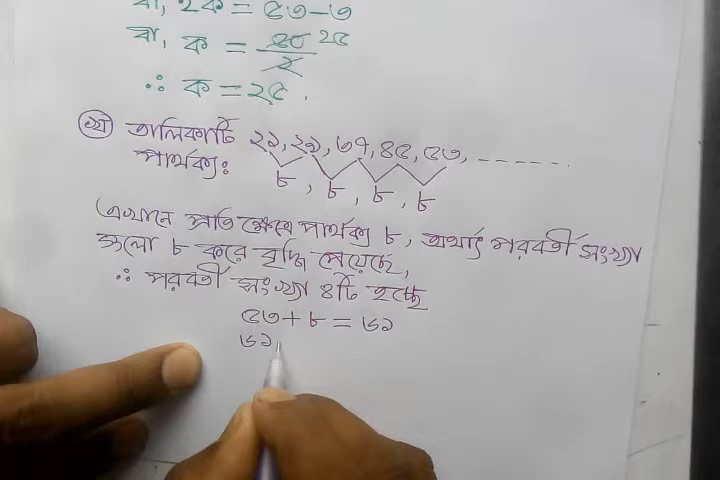 বা, ২ক = ৫৩-৩
বা, ক = ৫০/২ ২৫
∴ ক = ২৫.
(খ) তালিকাটি ২১, ২৯, ৩৭, ৪৫, ৫৩, ------
পার্থক্যঃ ৮, ৮, ৮, ৮
এখানে প্রতি ক্ষেত্রে পার্থক্য ৮, অর্থাৎ পরবর্তী সংখ্যা
গুলো ৮ করে বৃদ্ধি পেয়েছে,
∴ পরবর্তী সংখ্যা ৪টি হচ্ছে
৫৩ + ৮ = ৬১
৬১